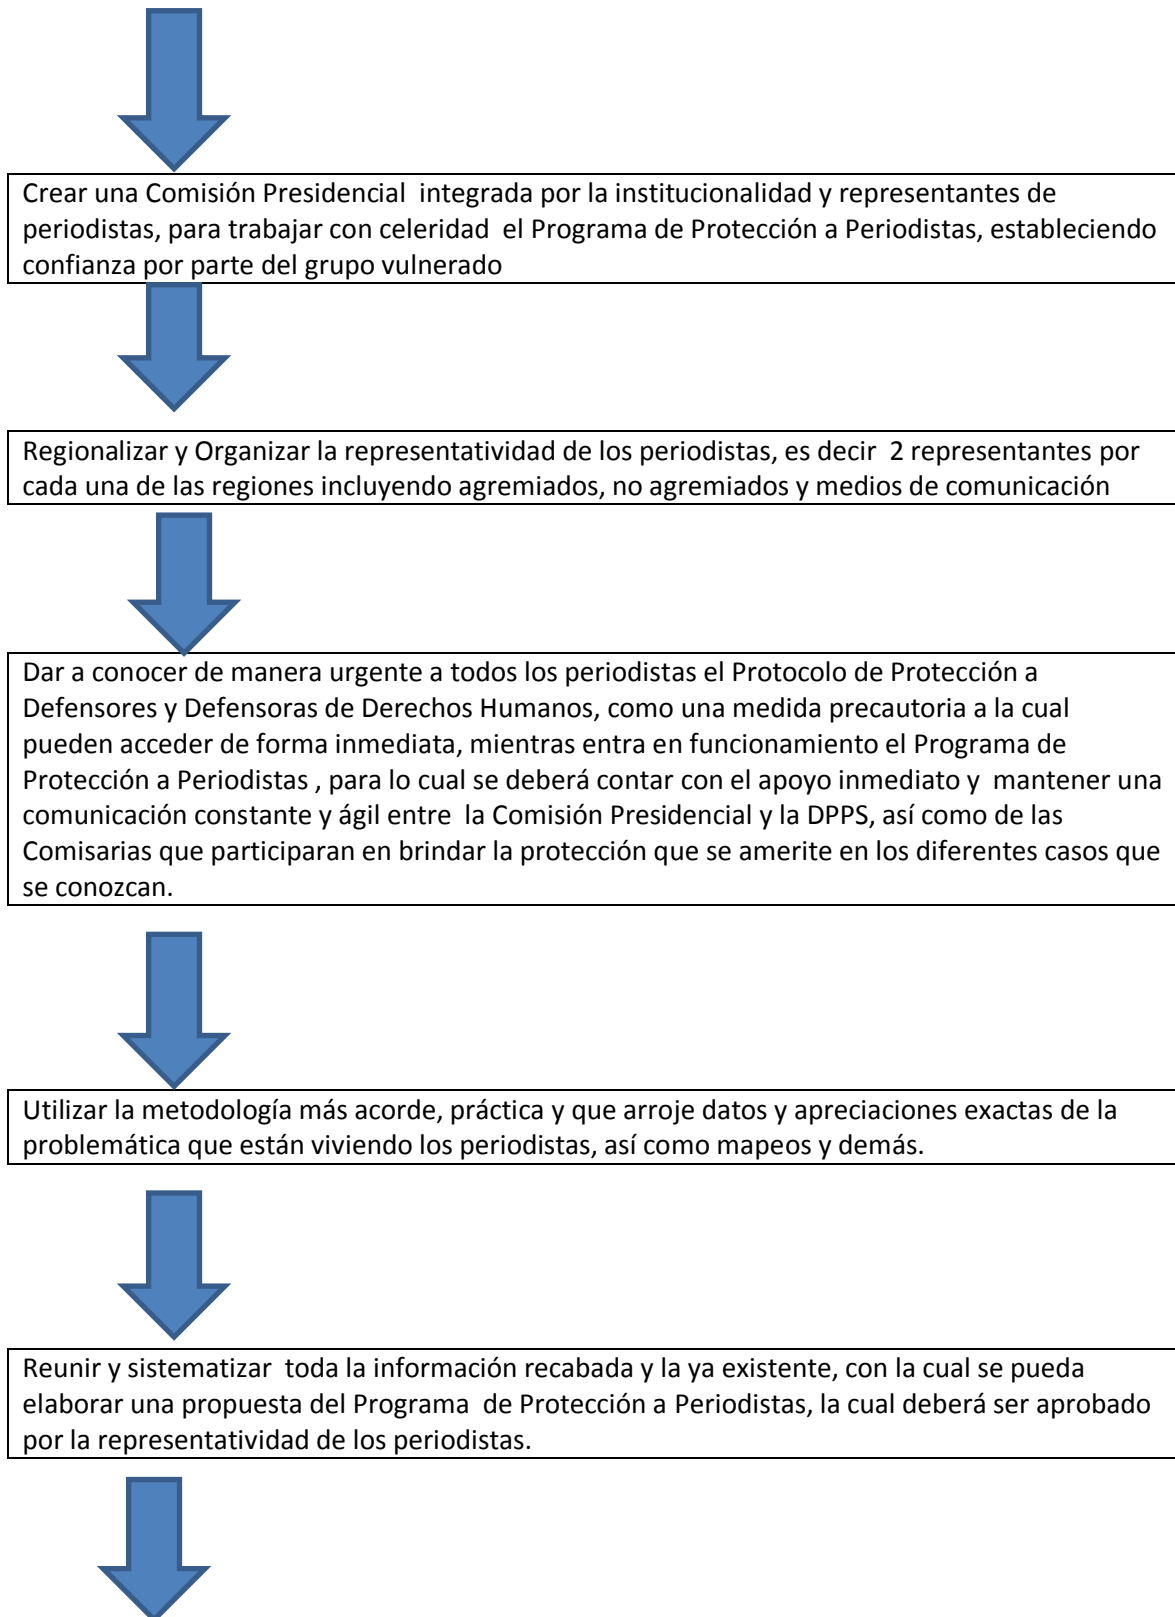 Crear una Comisión Presidencial  integrada por la institucionalidad y representantes de
periodistas, para trabajar con celeridad  el Programa de Protección a Periodistas, estableciendo
confianza por parte del grupo vulnerado
Regionalizar y Organizar la representatividad de los periodistas, es decir  2 representantes por
cada una de las regiones incluyendo agremiados, no agremiados y medios de comunicación
Dar a conocer de manera urgente a todos los periodistas el Protocolo de Protección a
Defensores y Defensoras de Derechos Humanos, como una medida precautoria a la cual
pueden acceder de forma inmediata, mientras entra en funcionamiento el Programa de
Protección a Periodistas , para lo cual se deberá contar con el apoyo inmediato y  mantener una
comunicación constante y ágil entre  la Comisión Presidencial y la DPPS, así como de las
Comisarias que participaran en brindar la protección que se amerite en los diferentes casos que
se conozcan.
Utilizar la metodología más acorde, práctica y que arroje datos y apreciaciones exactas de la
problemática que están viviendo los periodistas, así como mapeos y demás.
Reunir y sistematizar  toda la información recabada y la ya existente, con la cual se pueda
elaborar una propuesta del Programa  de Protección a Periodistas, la cual deberá ser aprobado
por la representatividad de los periodistas.